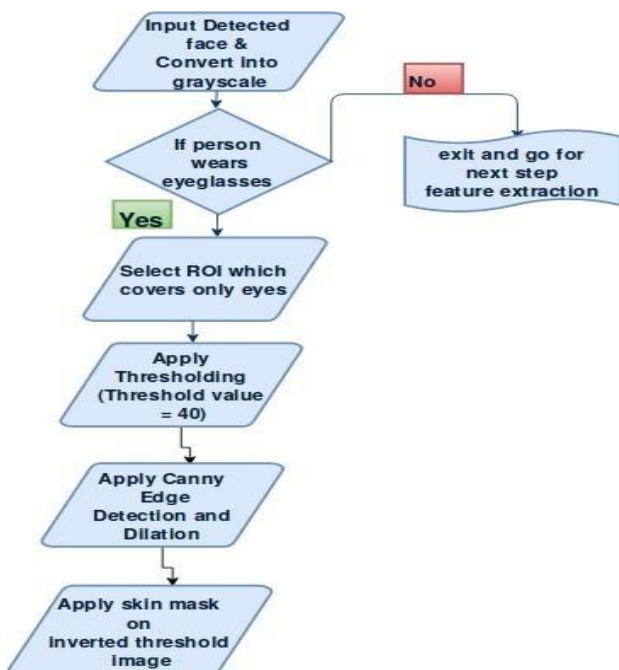 Input Detected
face &
Convert into
grayscale
No
If person
wears
eyeglasses
exit and go for
next step
feature extraction
Yes
Select ROI which
covers only eyes
Apply
Thresholding
(Threshold value
= 40)
Apply Canny
Edge
Detection and
Dilation
Apply skin mask
on
inverted threshold
image